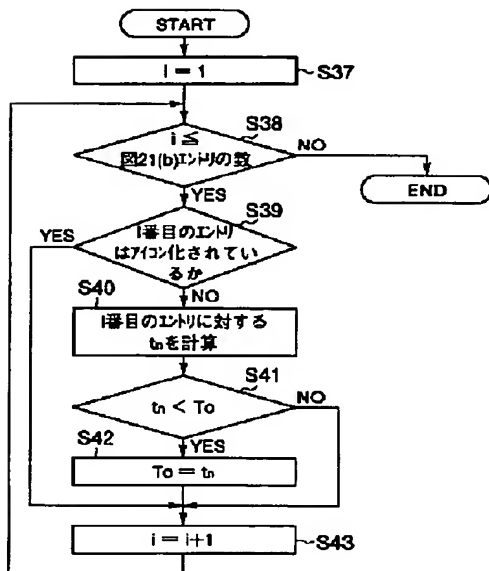 START
i = 1
S37
i ≦
図21(b)エントリの数
S38
NO
END
YES
S39
i番目のエントリ
はアイコン化されてい
るか
YES
NO
S40
i番目のエントリに対する
tnを計算
S41
tn < To
NO
YES
S42
To = tn
i = i+1
S43